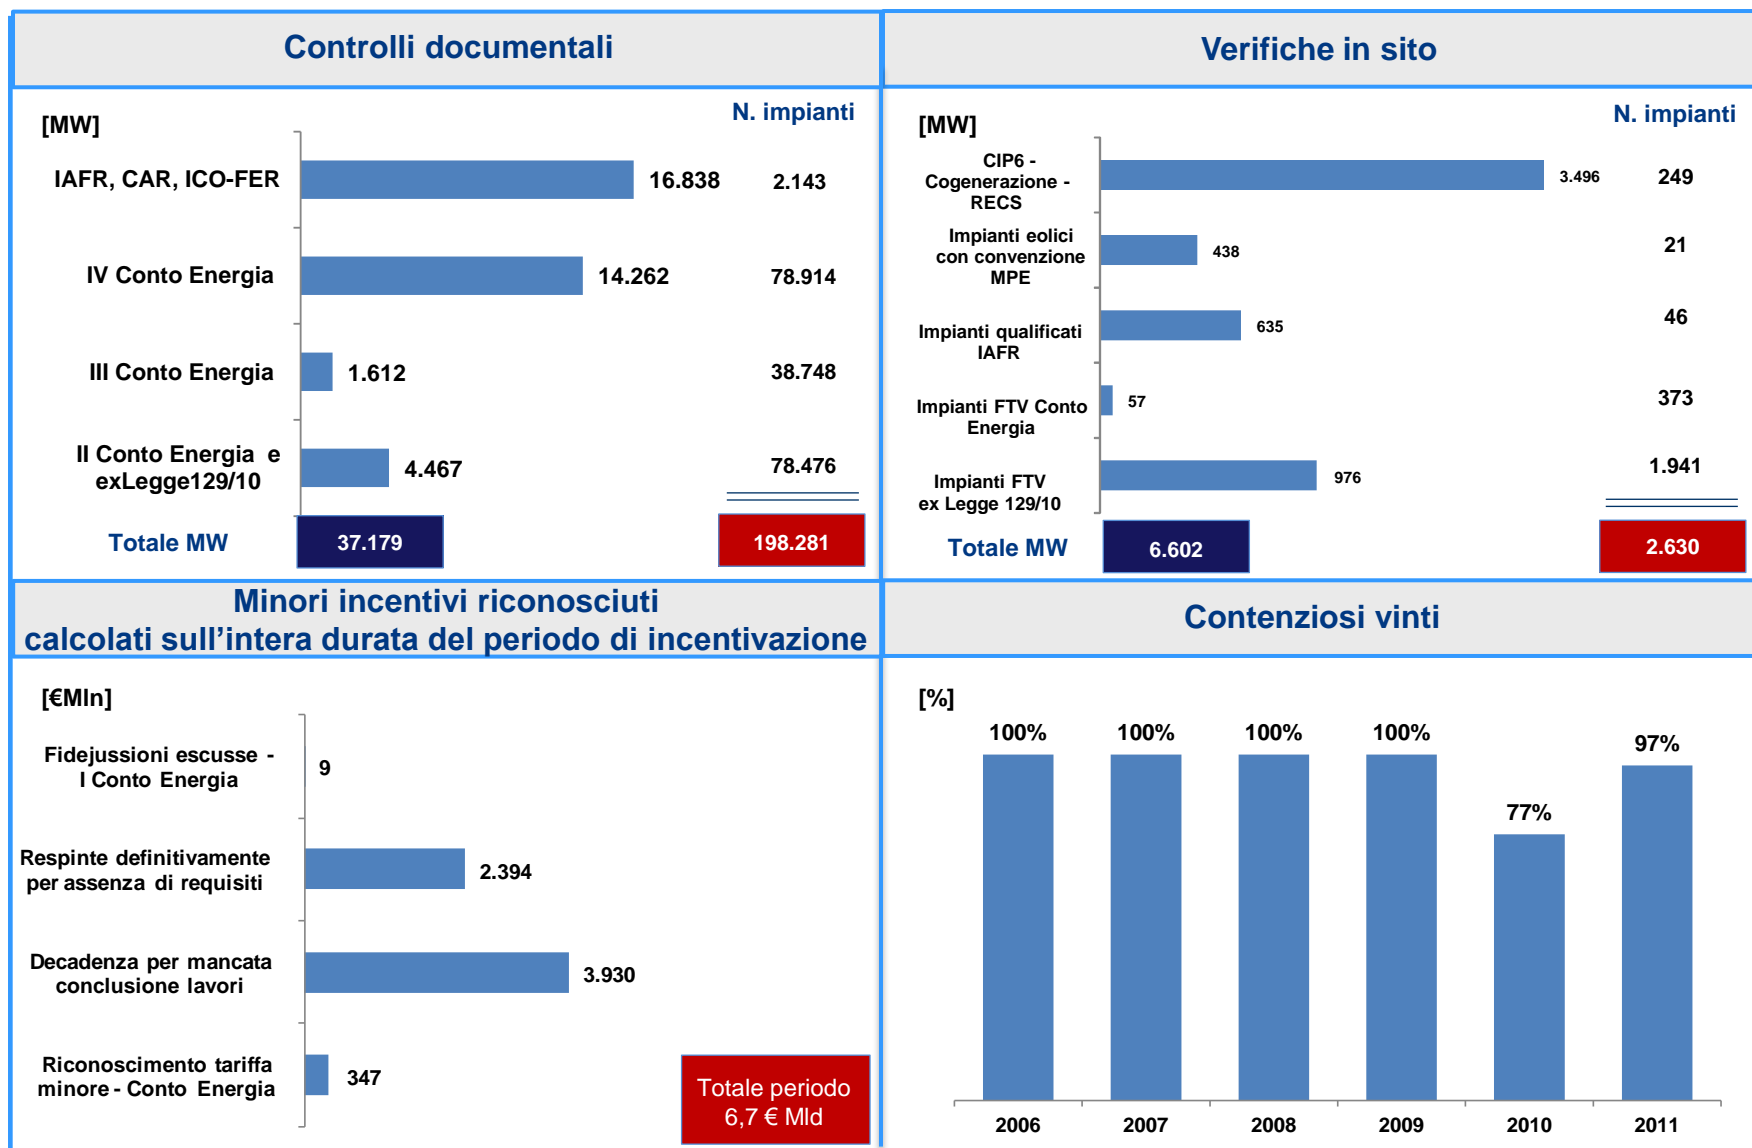 Controlli documentali
[MW]
N. impianti
IAFR, CAR, ICO-FER
16.838
2.143
IV Conto Energia
14.262
78.914
III Conto Energia
1.612
38.748
II Conto Energia e
exLegge129/10
4.467
78.476
Totale MW
37.179
198.281
Verifiche in sito
[MW]
N. impianti
CIP6 -
Cogenerazione -
RECS
3.496
249
Impianti eolici
con convenzione
MPE
438
21
Impianti qualificati
IAFR
635
46
Impianti FTV Conto
Energia
57
373
Impianti FTV
ex Legge 129/10
976
1.941
Totale MW
6.602
2.630
Minori incentivi riconosciuti
calcolati sull’intera durata del periodo di incentivazione
[€Mln]
Fidejussioni escusse -
I Conto Energia
9
Respinte definitivamente
per assenza di requisiti
2.394
Decadenza per mancata
conclusione lavori
3.930
Riconoscimento tariffa
minore - Conto Energia
347
Totale periodo
6,7 € Mld
Contenziosi vinti
[%]
100%
100%
100%
100%
77%
97%
2006
2007
2008
2009
2010
2011